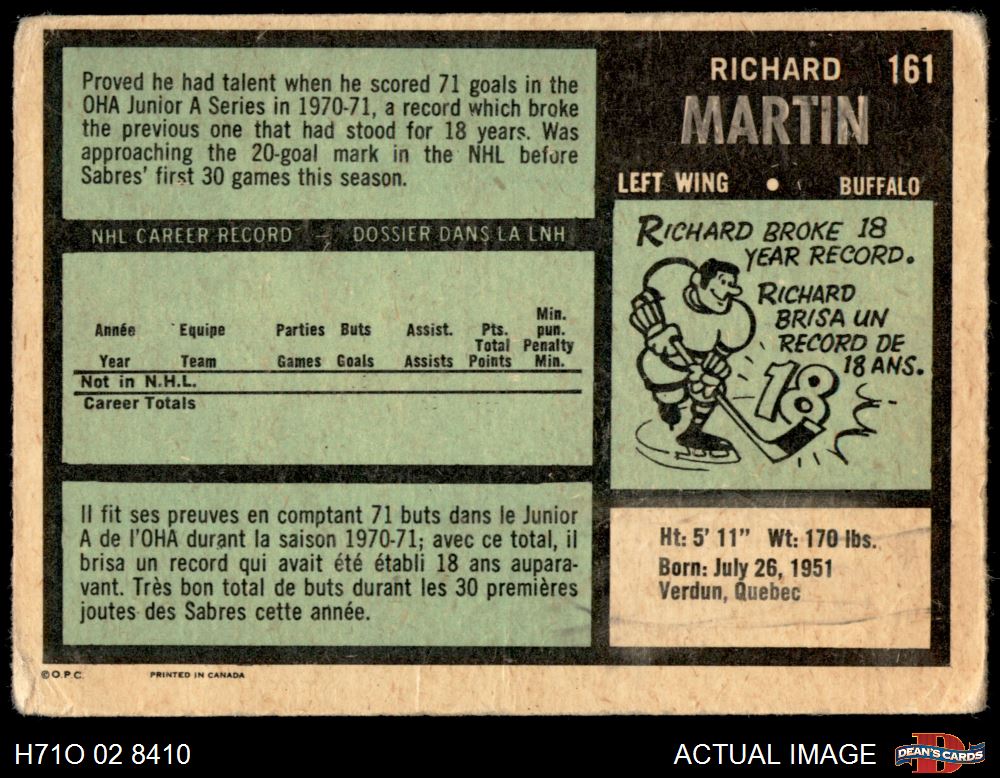 RICHARD 161
MARTIN
LEFT WING • BUFFALO
Proved he had talent when he scored 71 goals in the
OHA Junior A Series in 1970-71, a record which broke
the previous one that had stood for 18 years. Was
approaching the 20-goal mark in the NHL before
Sabres' first 30 games this season.
NHL CAREER RECORD — DOSSIER DANS LA LNH
Année Equipe Parties Buts Assist. Pts. Total Min. pun. Penalty
Year Team Games Goals Assists Points Min.
Not in N.H.L.
Career Totals
Il fit ses preuves en comptant 71 buts dans le Junior
A de l'OHA durant la saison 1970-71; avec ce total, il
brisa un record qui avait été établi 18 ans aupara-
vant. Très bon total de buts durant les 30 premières
joutes des Sabres cette année.
RICHARD BROKE 18
YEAR RECORD.
RICHARD
BRISA UN
RECORD DE
18 ANS.
18
Ht: 5' 11" Wt: 170 lbs.
Born: July 26, 1951
Verdun, Quebec
©O.P.C. PRINTED IN CANADA
H71O 02 8410 ACTUAL IMAGE DEAN'S CARDS